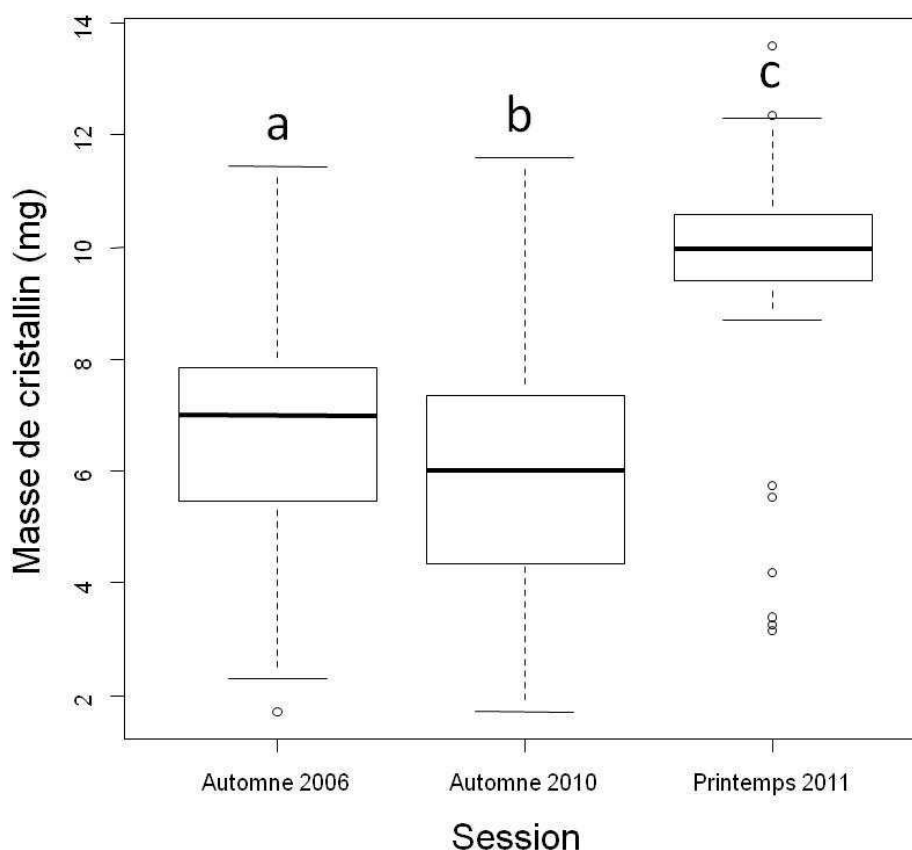 Masse de cristallin (mg)
14
12
10
8
6
4
2
a
b
c
Automne 2006
Automne 2010
Printemps 2011
Session